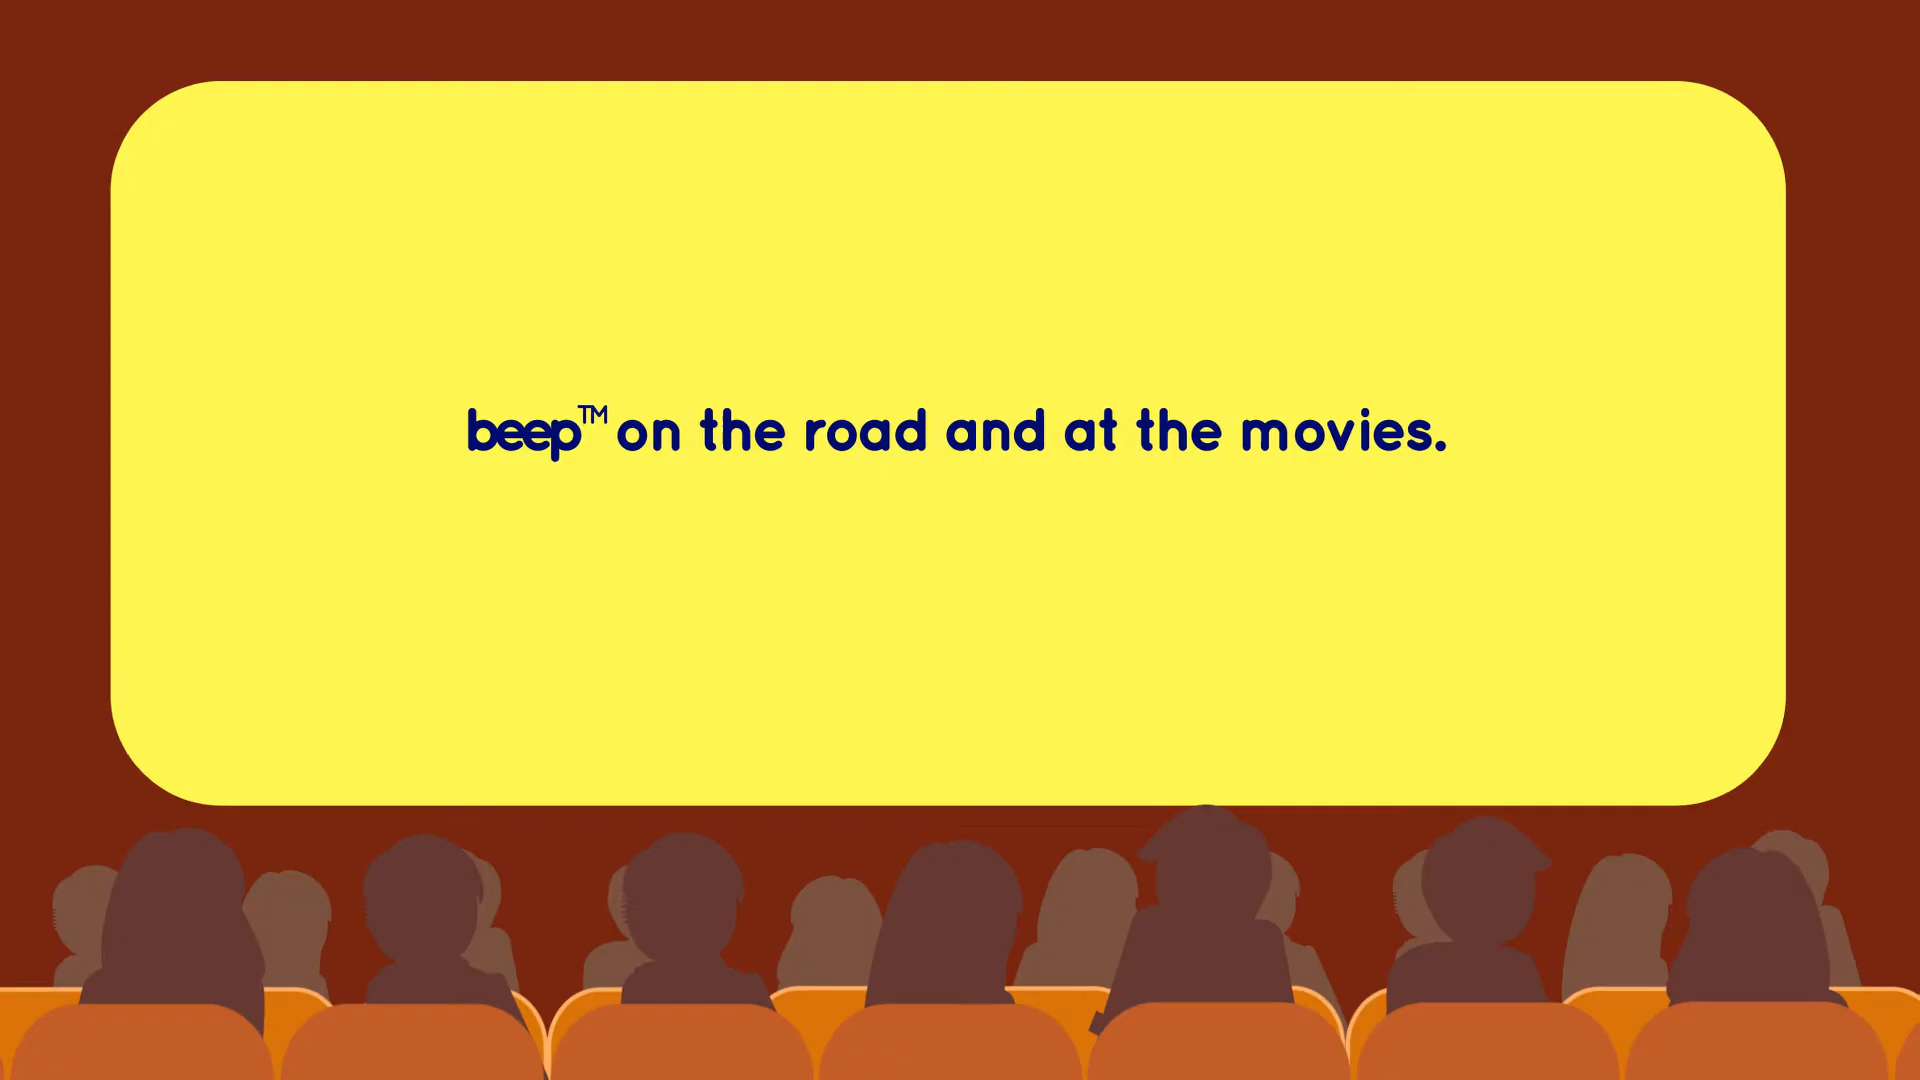 beep™ on the road and at the movies.